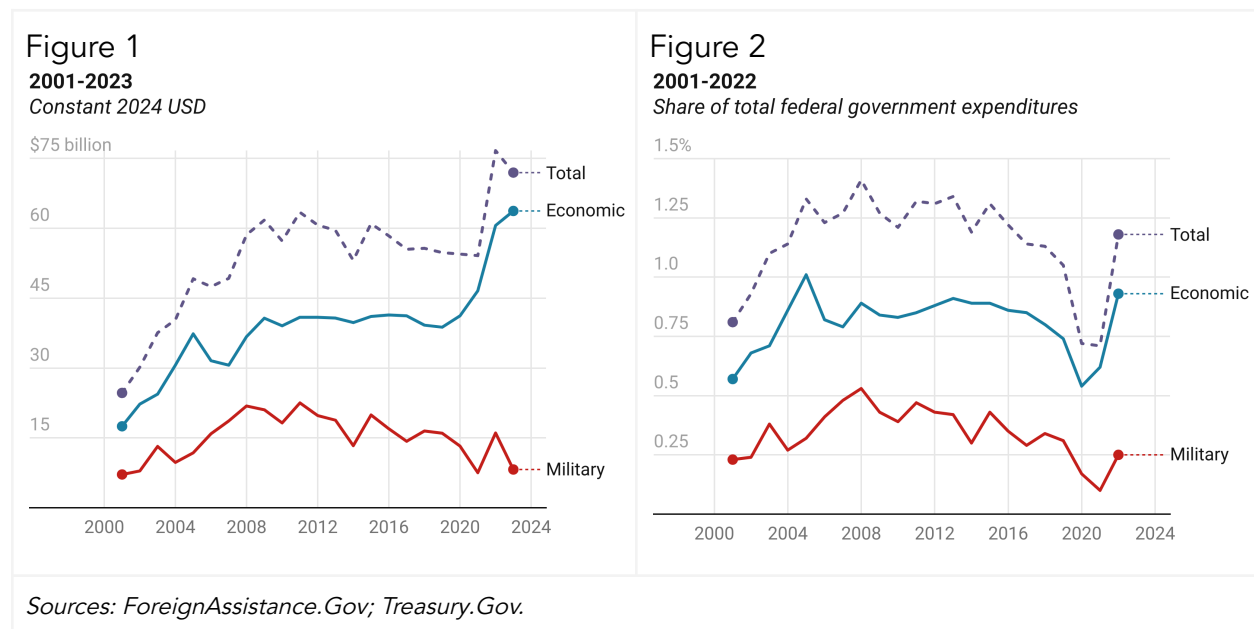 Figure 1
2001-2023
Constant 2024 USD
$75 billion
60
45
30
15
Total
Economic
Military
2000 2004 2008 2012 2016 2020 2024
Figure 2
2001-2022
Share of total federal government expenditures
1.5%
1.25
1.0
0.75
0.5
0.25
Total
Economic
Military
2000 2004 2008 2012 2016 2020 2024
Sources: ForeignAssistance.Gov; Treasury.Gov.